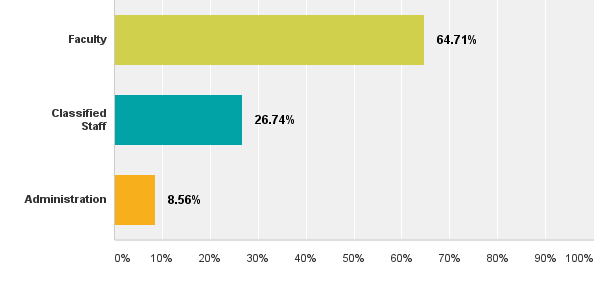 Faculty
64.71%
Classified
Staff
26.74%
Administration
8.56%
0% 10% 20% 30% 40% 50% 60% 70% 80% 90% 100%